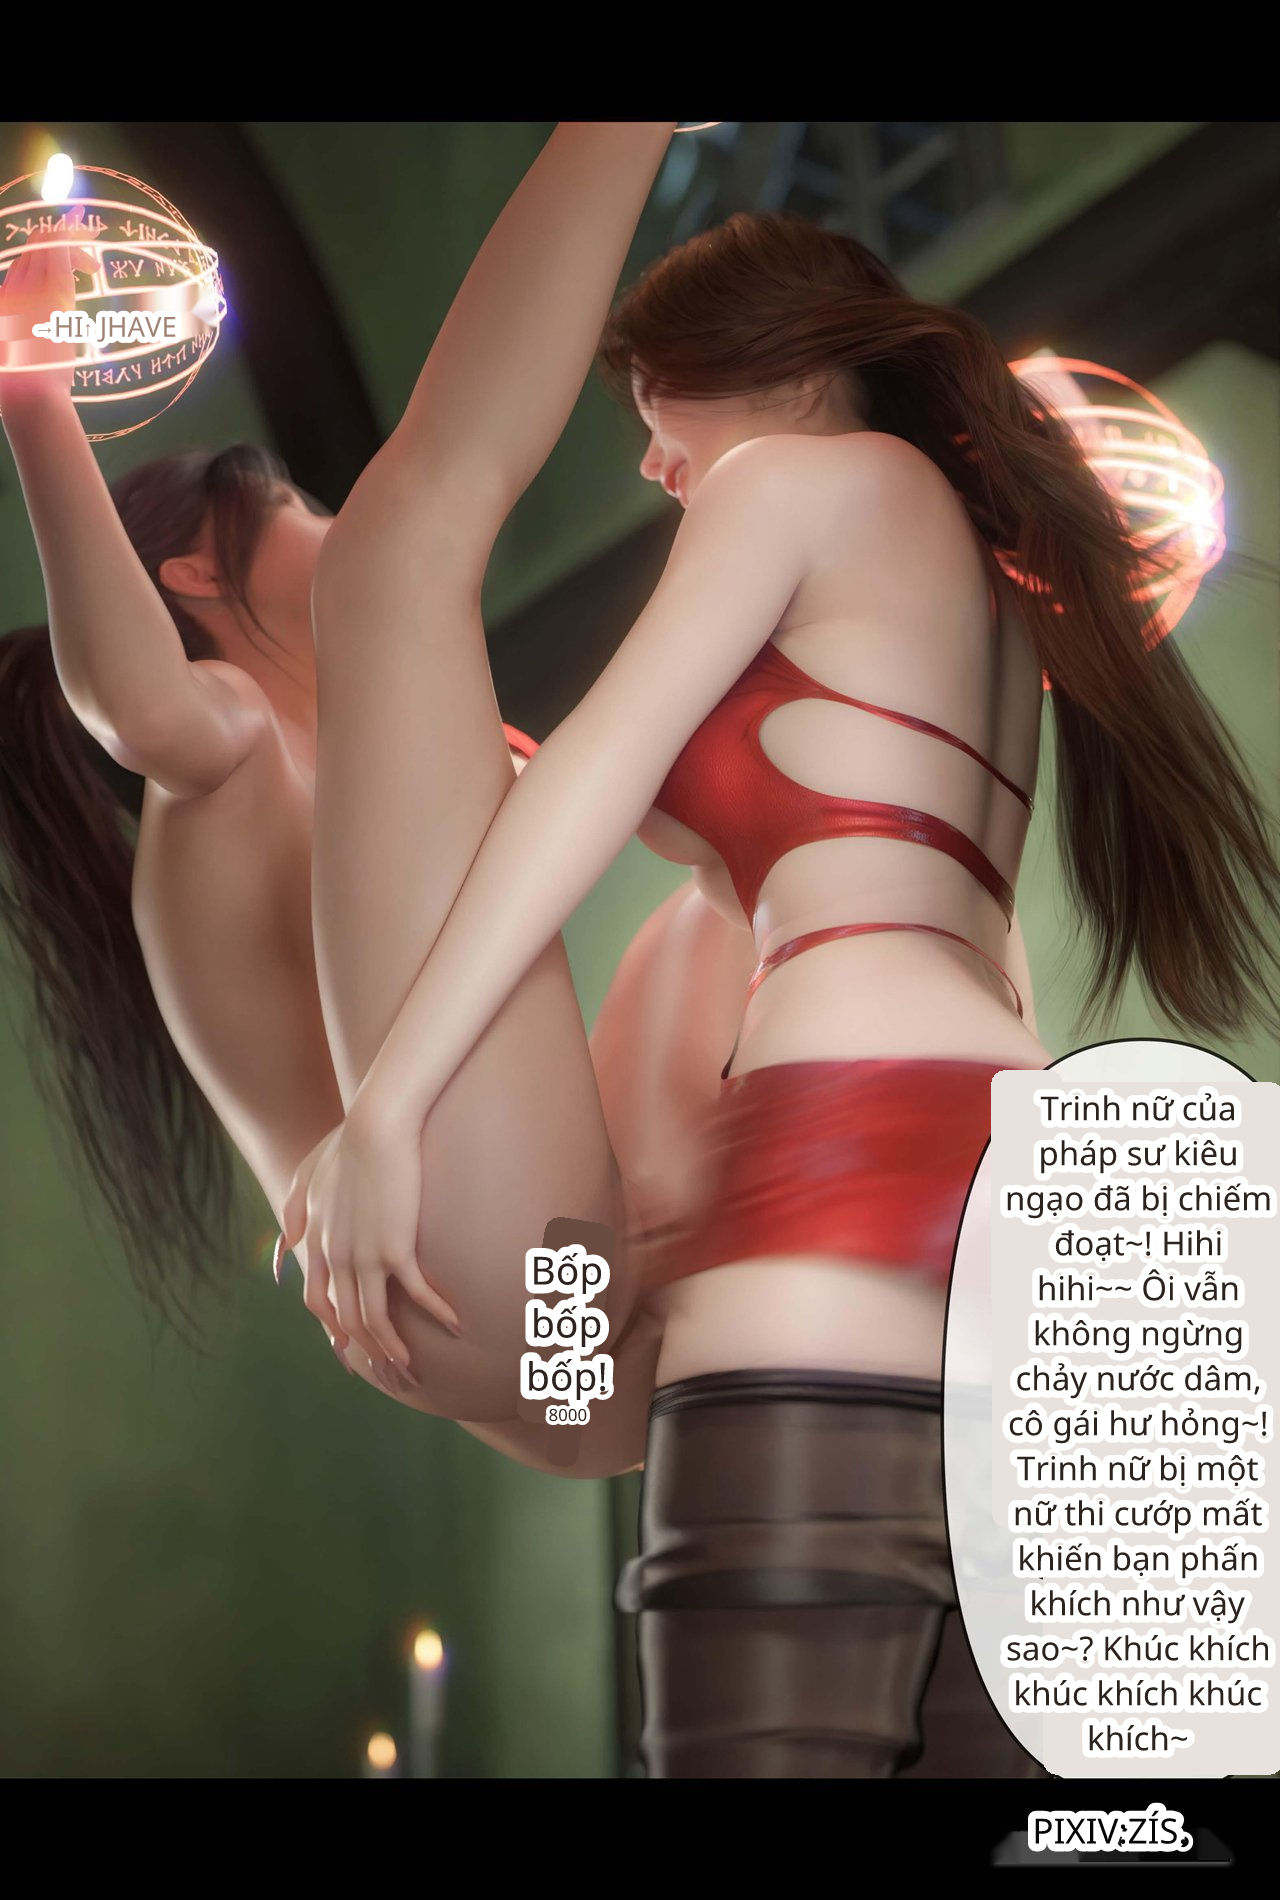 HI JHAVE
Trinh nữ của
pháp sư kiêu
ngạo đã bị chiếm
đoạt~! Hihi
hihi~~ Ôi vẫn
không ngừng
chảy nước dâm,
cô gái hư hỏng~!
Trinh nữ bị một
nữ thi cướp mất
khiến bạn phấn
khích như vậy
sao~? Khúc khích
khúc khích khúc
khích~
Bốp
bốp
bốp!
8000
PIXIV:ZÍS,